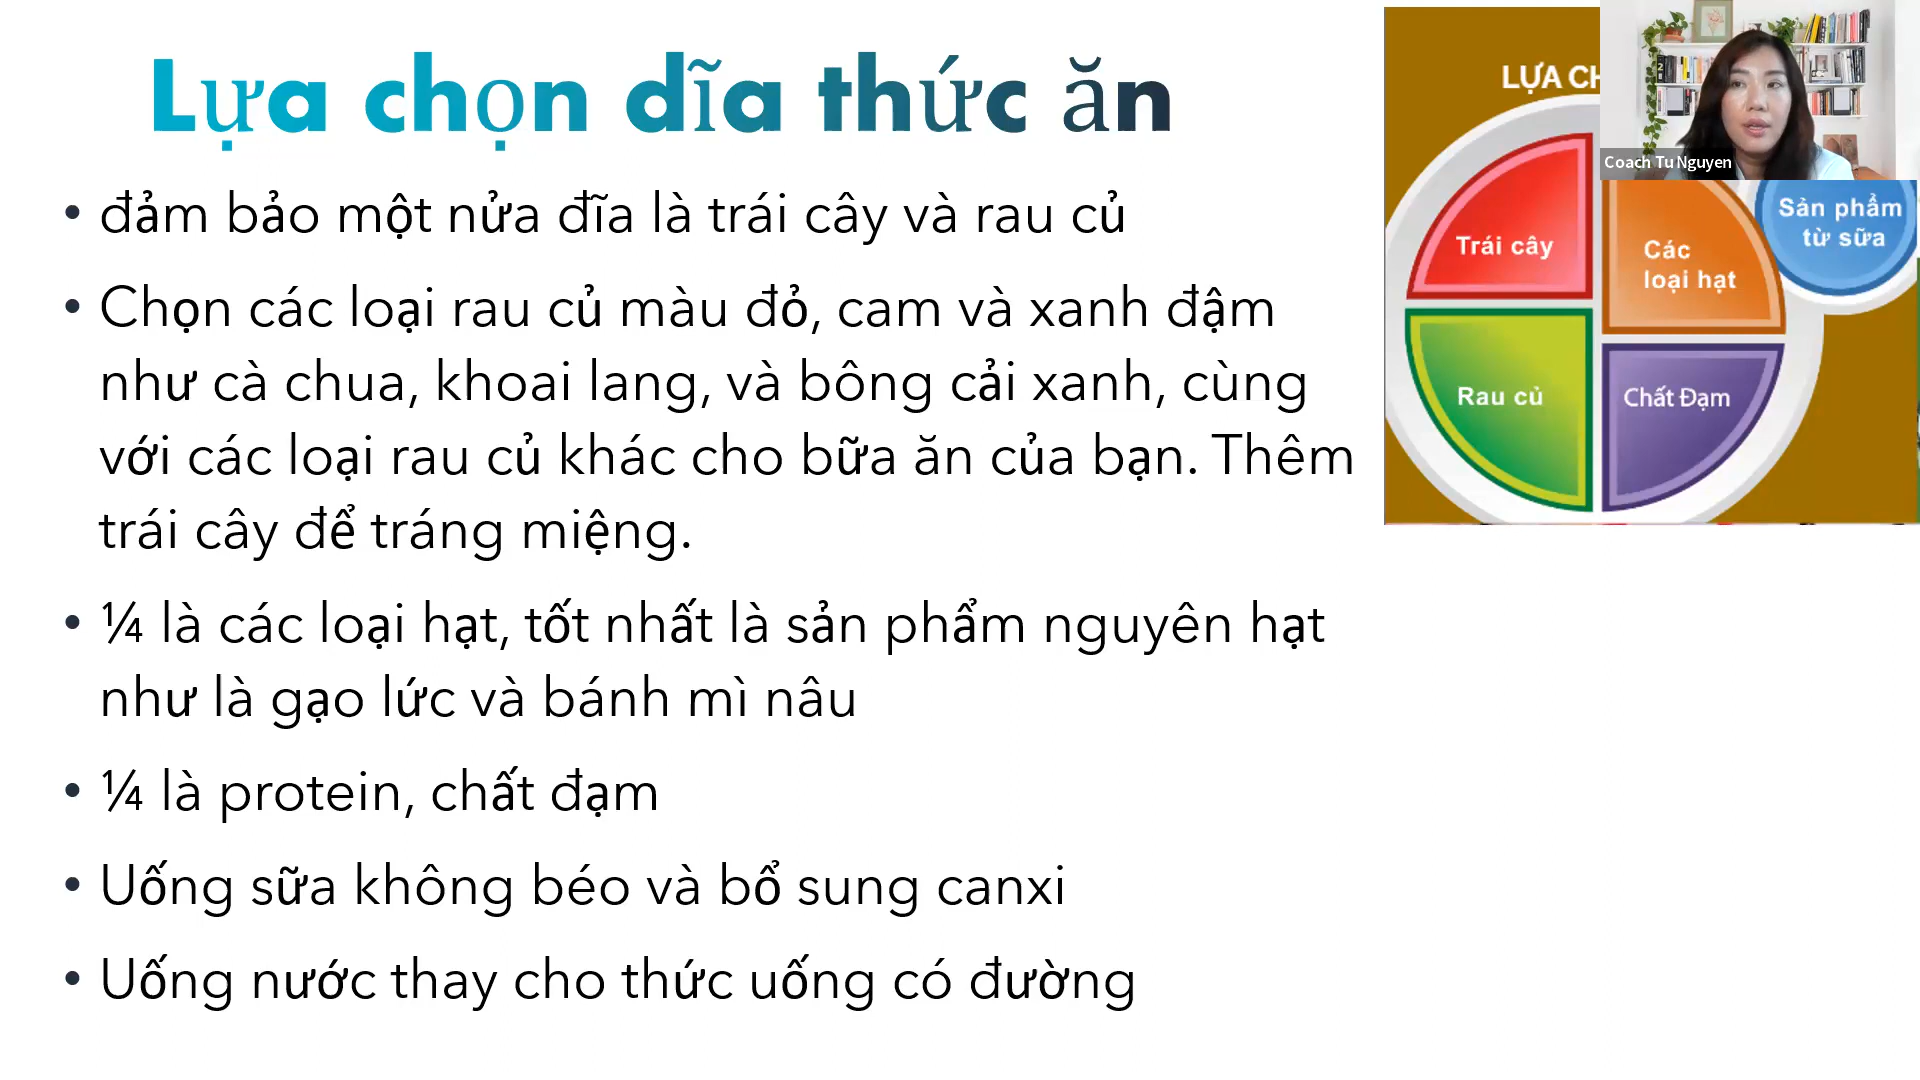 Lựa chọn dĩa thức ăn
• đảm bảo một nửa đĩa là trái cây và rau củ
• Chọn các loại rau củ màu đỏ, cam và xanh đậm
như cà chua, khoai lang, và bông cải xanh, cùng
với các loại rau củ khác cho bữa ăn của bạn. Thêm
trái cây để tráng miệng.
• ¼ là các loại hạt, tốt nhất là sản phẩm nguyên hạt
như là gạo lức và bánh mì nâu
• ¼ là protein, chất đạm
• Uống sữa không béo và bổ sung canxi
• Uống nước thay cho thức uống có đường
LỰA CH
Coach Tu Nguyen
Trái cây
Các
loại hạt
Sản phẩm
từ sữa
Rau củ
Chất Đạm